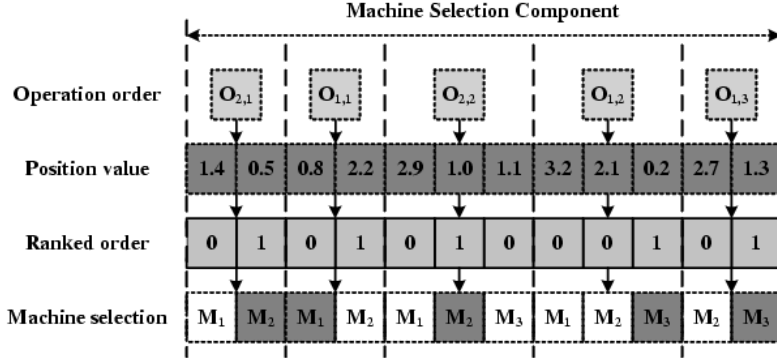 Machine Selection Component
Operation order O2,1 O1,1 O2,2 O1,2 O1,3
Position value 1.4 0.5 0.8 2.2 2.9 1.0 1.1 3.2 2.1 0.2 2.7 1.3
Ranked order 0 1 0 1 0 1 0 0 0 1 0 1
Machine selection M1 M2 M1 M2 M1 M2 M3 M1 M2 M3 M2 M3